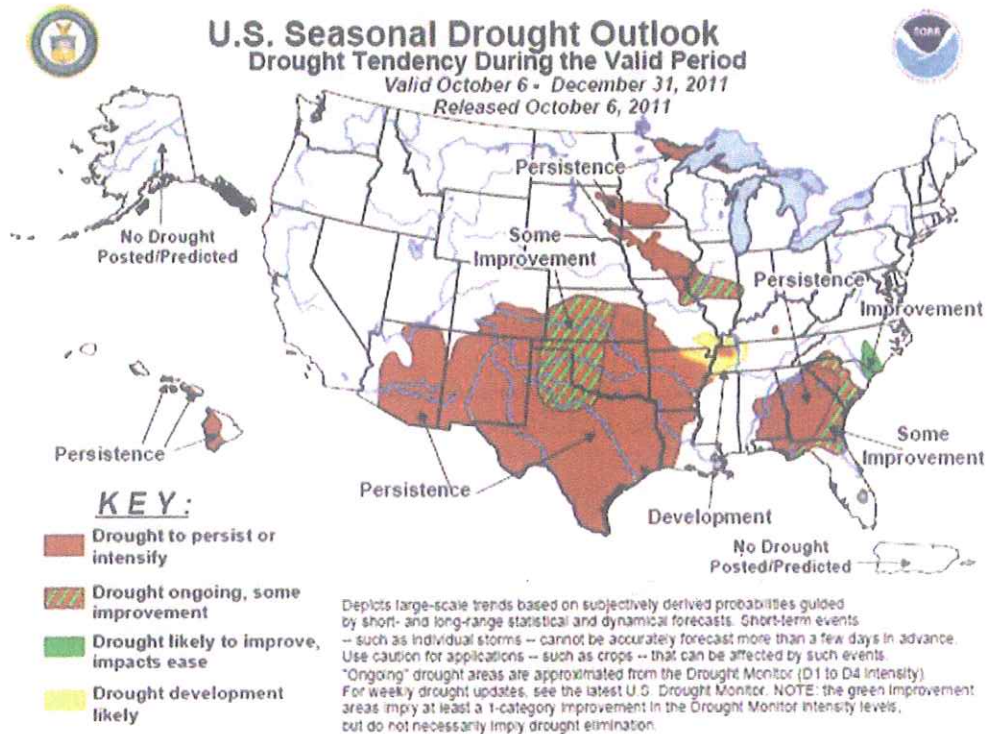 U.S. Seasonal Drought Outlook
Drought Tendency During the Valid Period
Valid October 6 - December 31, 2011
Released October 6, 2011
NOAA
Persistence
No Drought
Posted/Predicted
Some
Improvement
Persistence
Improvement
Persistence
Persistence
Some
Improvement
Development
No Drought
Posted/Predicted
KEY:
Drought to persist or
intensify
Drought ongoing, some
improvement
Drought likely to improve,
impacts ease
Drought development
likely
Depicts large-scale trends based on subjectively derived probabilities guided
by short- and long-range statistical and dynamical forecasts. Short-term events
-- such as individual storms -- cannot be accurately forecast more than a few days in advance.
Use caution for applications -- such as crops -- that can be affected by such events.
"Ongoing" drought areas are approximated from the Drought Monitor (D1 to D4 intensity)
For weekly drought updates, see the latest U.S. Drought Monitor. NOTE: the green improvement
areas imply at least a 1-category improvement in the Drought Monitor intensity levels,
but do not necessarily imply drought elimination.